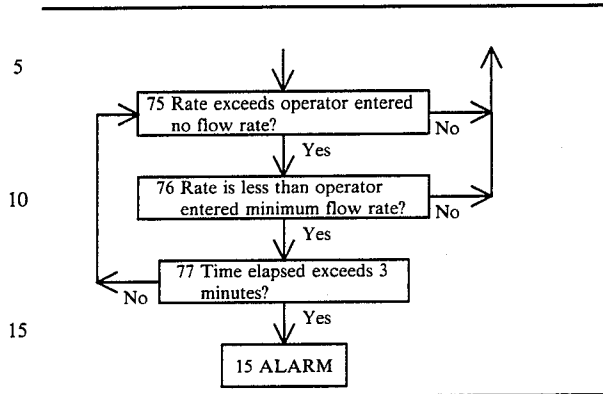 5
75 Rate exceeds operator entered
no flow rate?
No
Yes
10
76 Rate is less than operator
entered minimum flow rate?
No
Yes
77 Time elapsed exceeds 3
minutes?
No
15
Yes
15 ALARM